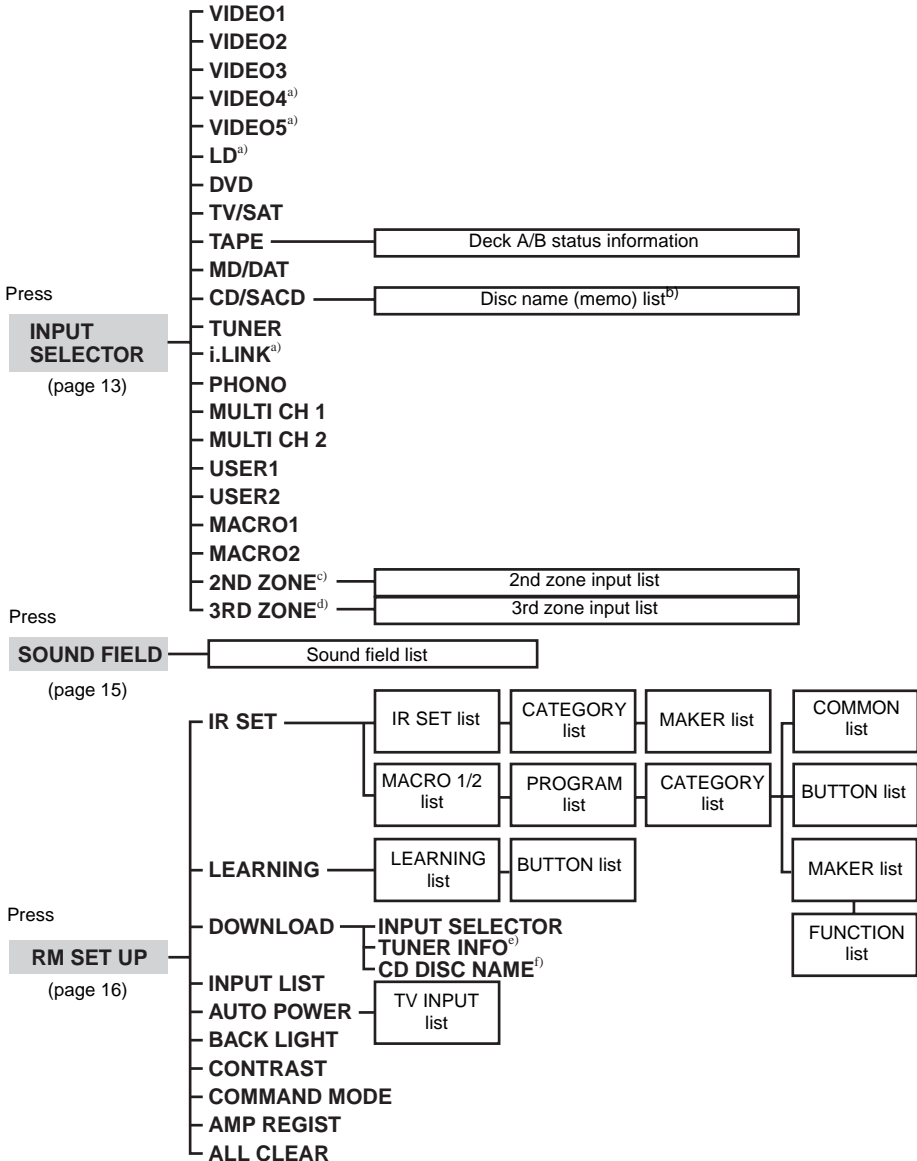 VIDEO1
VIDEO2
VIDEO3
VIDEO4a)
VIDEO5a)
LDa)
DVD
TV/SAT
TAPE
Deck A/B status information
MD/DAT
CD/SACD
Disc name (memo) listb)
TUNER
i.LINKa)
PHONO
MULTI CH 1
MULTI CH 2
USER1
USER2
MACRO1
MACRO2
2ND ZONEc)
2nd zone input list
3RD ZONEd)
3rd zone input list
Press
INPUT
SELECTOR
(page 13)
Press
SOUND FIELD
Sound field list
(page 15)
IR SET
IR SET list
CATEGORY
list
MAKER list
COMMON
list
MACRO 1/2
list
PROGRAM
list
CATEGORY
list
BUTTON list
MAKER list
FUNCTION
list
LEARNING
LEARNING
list
BUTTON list
Press
RM SET UP
(page 16)
DOWNLOAD
INPUT SELECTOR
TUNER INFOe)
CD DISC NAMEf)
INPUT LIST
AUTO POWER
TV INPUT
list
BACK LIGHT
CONTRAST
COMMAND MODE
AMP REGIST
ALL CLEAR